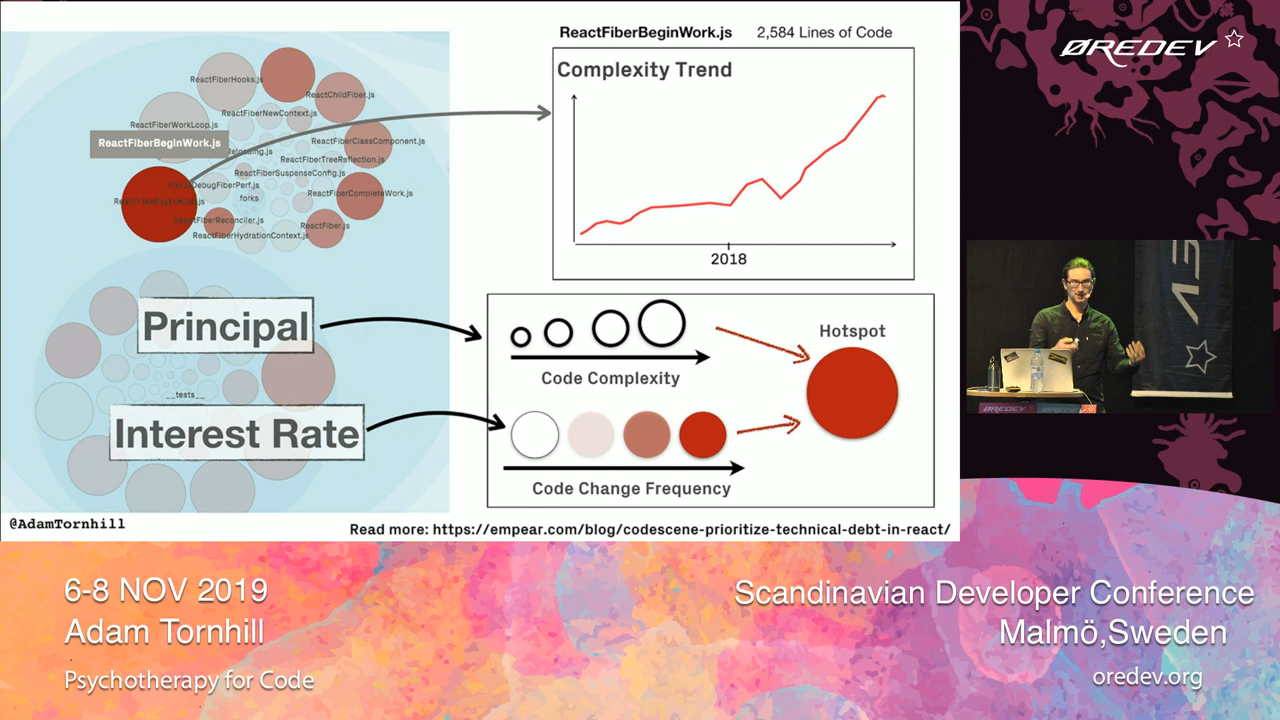 ReactFiberBeginWork.js 2,584 Lines of Code
Complexity Trend
2018
ReactFiberHooks.js
ReactChildFiber.js
ReactFiberNewContext.js
ReactFiberWorkLoop.js
ReactFiberBeginWork.js
ReactFiberClassComponent.js
ReactFiberTreeReflection.js
ReactFiberSuspenseConfig.js
ReactFiberCompleteWork.js
forks
ReactFiberReconciler.js
ReactFiber.js
ReactFiberHydrationContext.js
Principal
__tests__
Interest Rate
Code Complexity
Hotspot
Code Change Frequency
@AdamTornhill
Read more: https://empear.com/blog/codescene-prioritize-technical-debt-in-react/
ØREDEV
ØREDEV
6-8 NOV 2019
Adam Tornhill
Psychotherapy for Code
Scandinavian Developer Conference
Malmö,Sweden
oredev.org